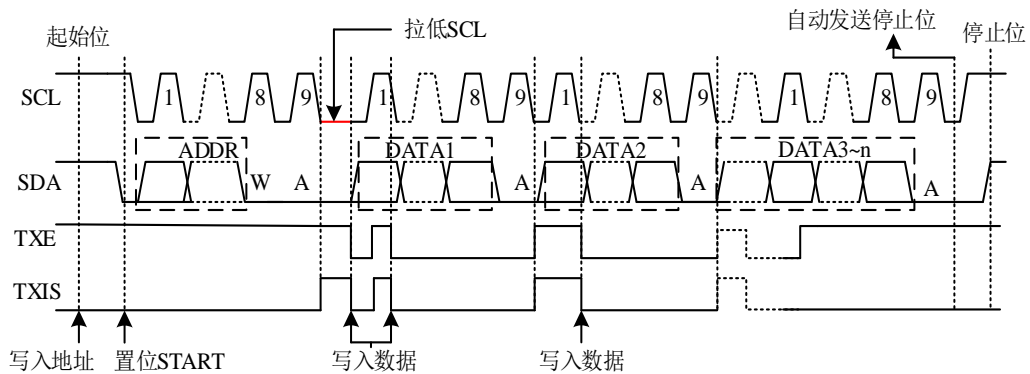 起始位
拉低SCL
自动发送停止位
停止位
SCL
1
8
9
1
8
9
1
8
9
1
8
9
ADDR
DATA1
DATA2
DATA3~n
SDA
W
A
A
A
A
TXE
TXIS
写入地址
置位START
写入数据
写入数据